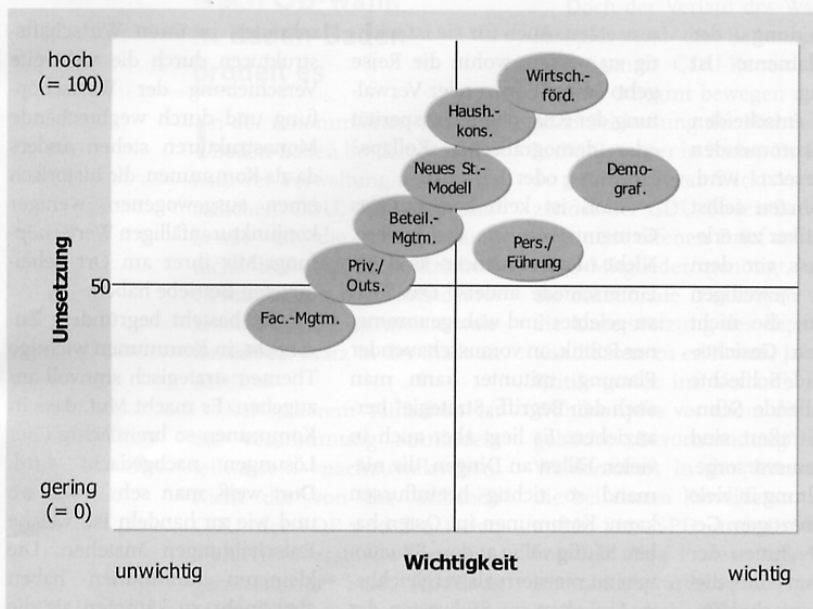 hoch
(= 100)
Wirtsch.-
förd.
Haush.-
kons.
Neues St.-
Modell
Demo-
graf.
Beteil.-
Mgtm.
Pers./
Führung
Priv./
Outs.
Umsetzung
50
Fac.-Mgtm.
gering
(= 0)
unwichtig
Wichtigkeit
wichtig